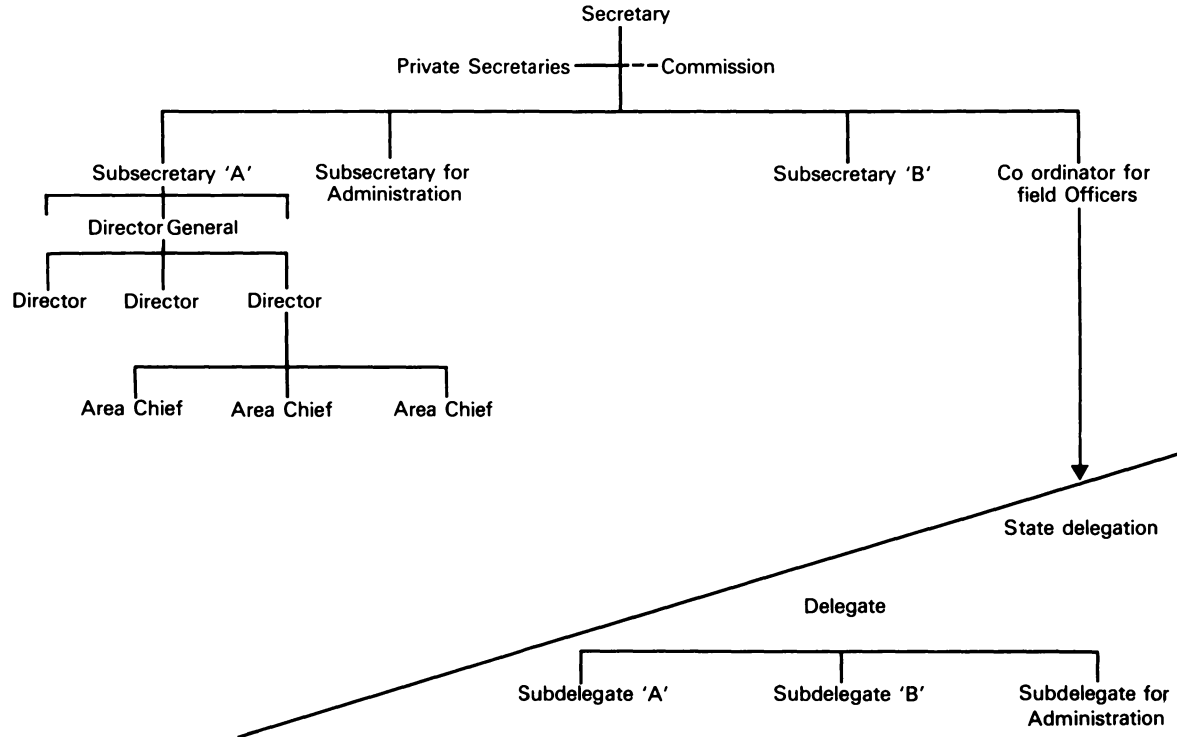 Secretary
Private Secretaries
Commission
Subsecretary 'A'
Subsecretary for
Administration
Subsecretary 'B'
Co ordinator for
field Officers
Director General
Director
Director
Director
Area Chief
Area Chief
Area Chief
State delegation
Delegate
Subdelegate 'A'
Subdelegate 'B'
Subdelegate for
Administration